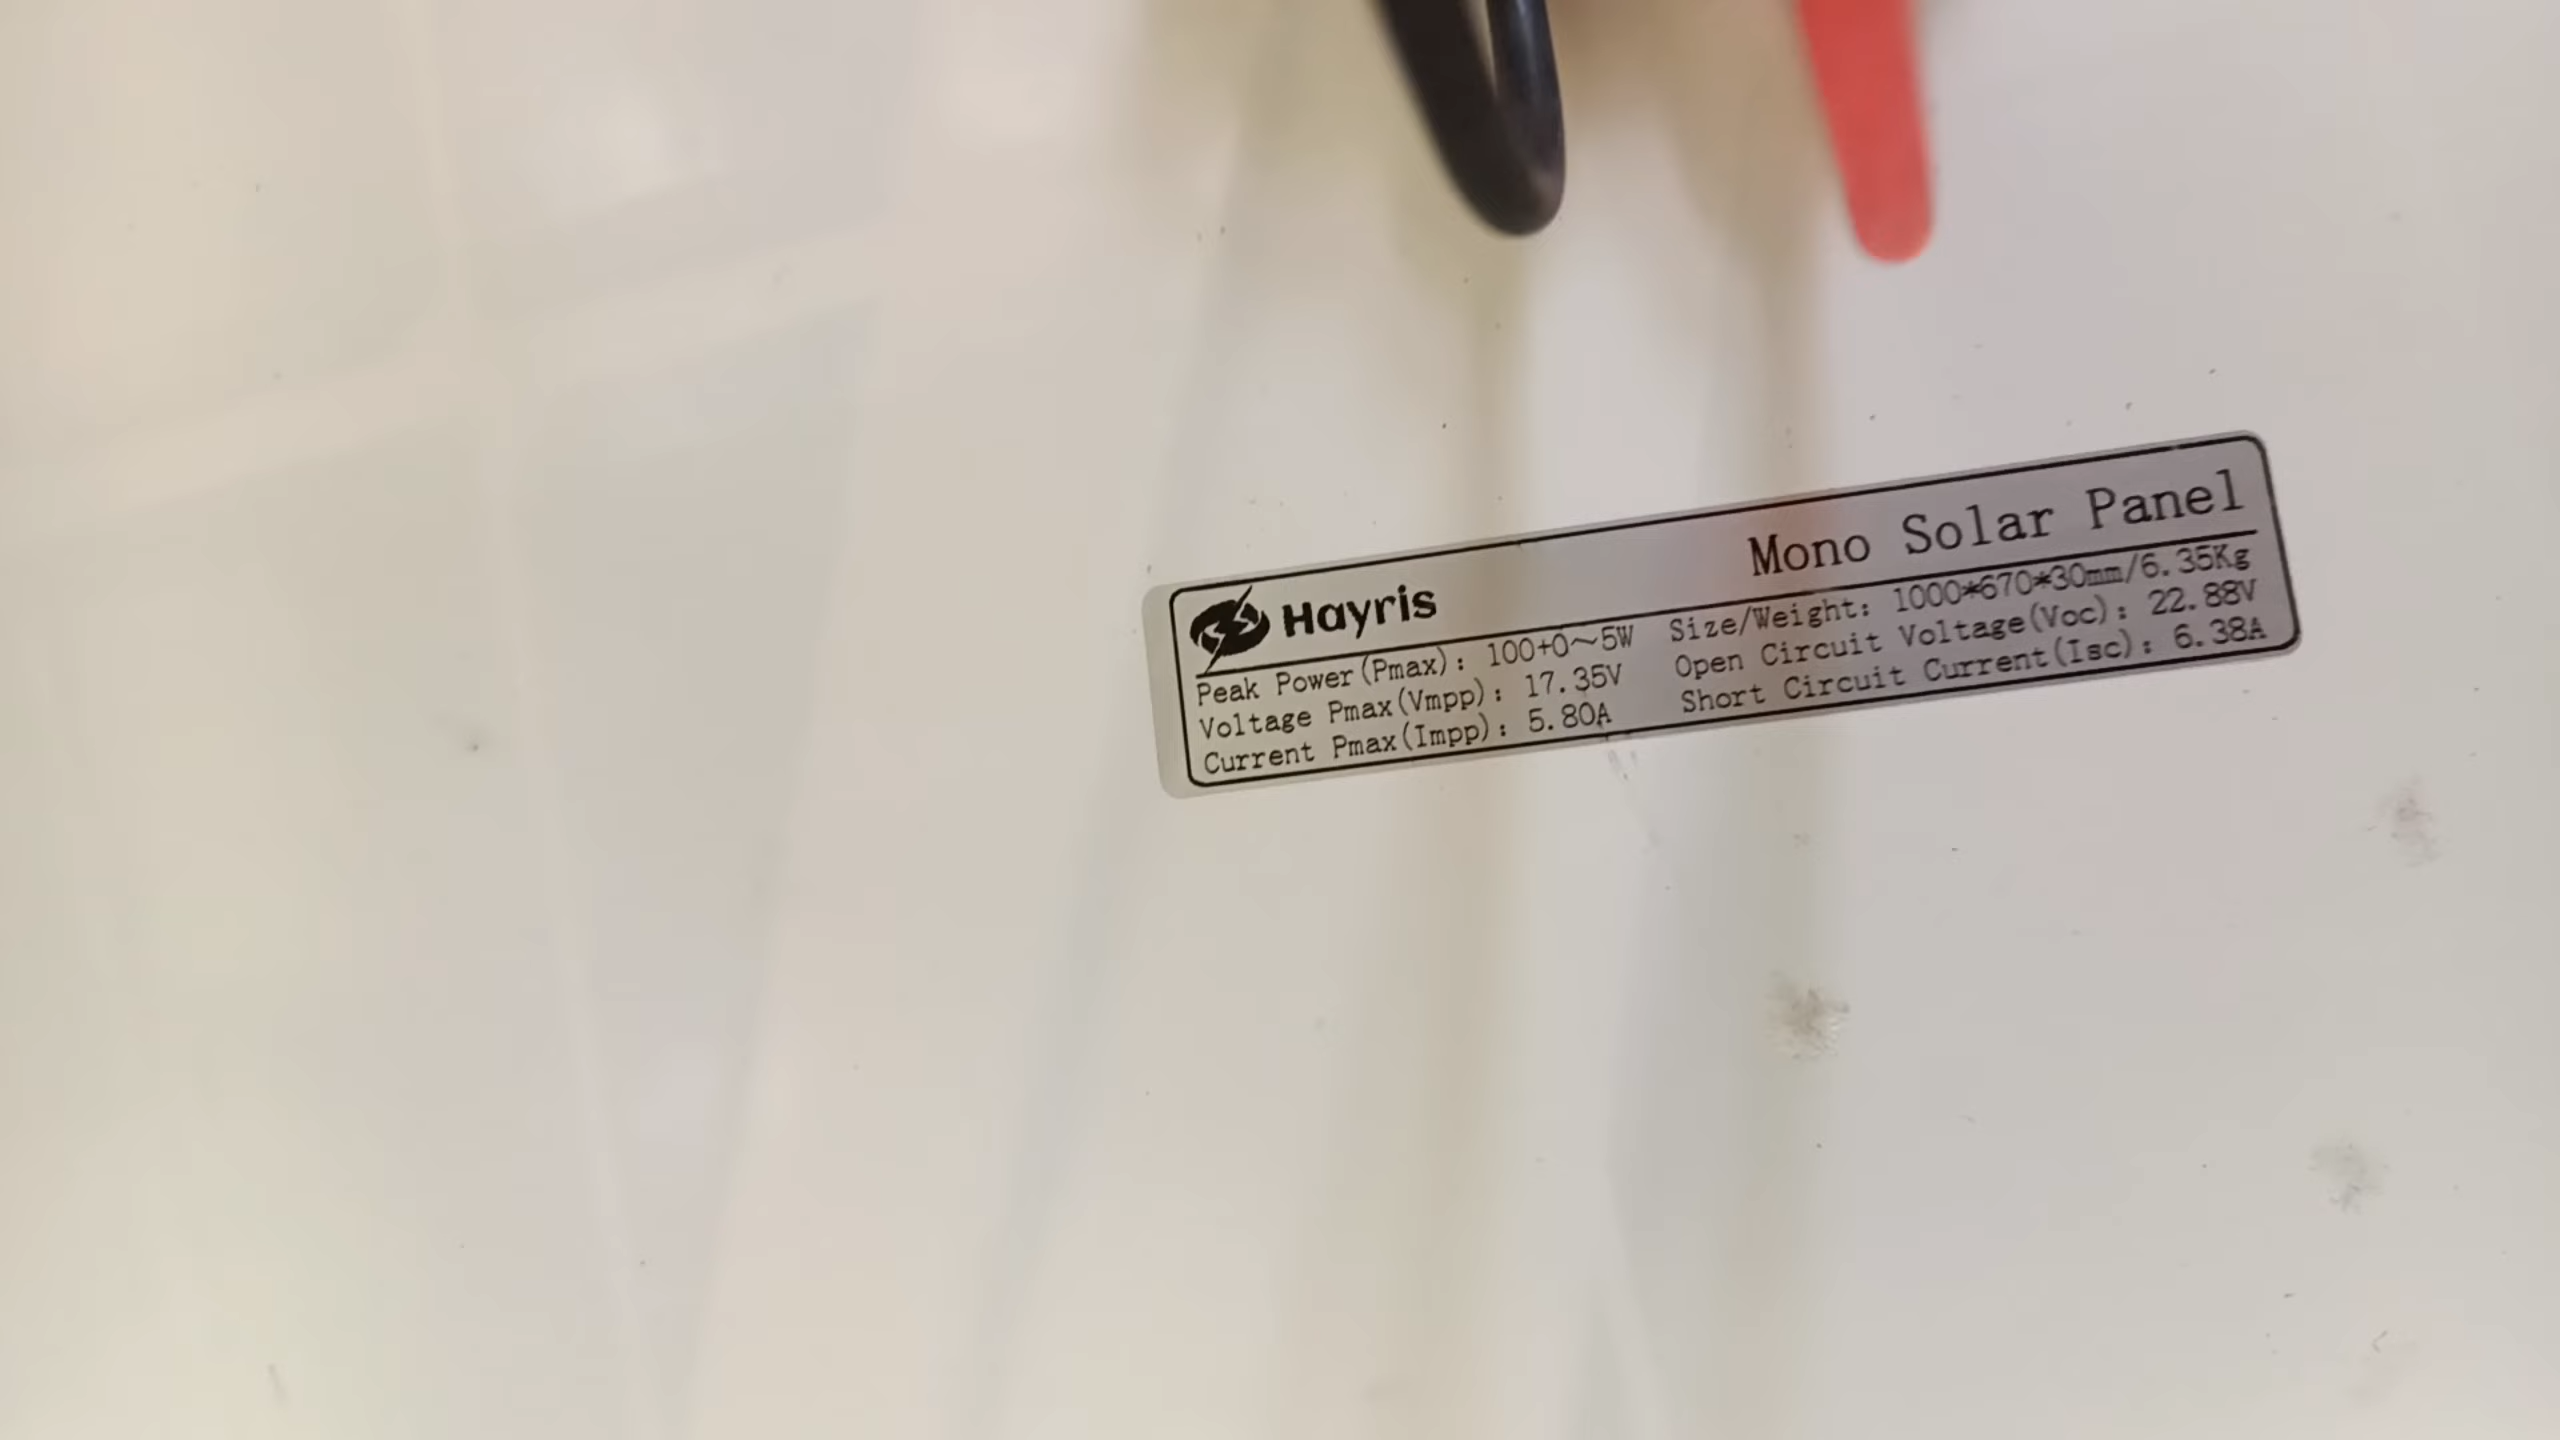 Hayris Mono Solar Panel
Peak Power(Pmax): 100+0~5W Size/Weight: 1000*670*30mm/6.35Kg
Voltage Pmax(Vmpp): 17.35V Open Circuit Voltage(Voc): 22.88V
Current Pmax(Impp): 5.80A Short Circuit Current(Isc): 6.38A